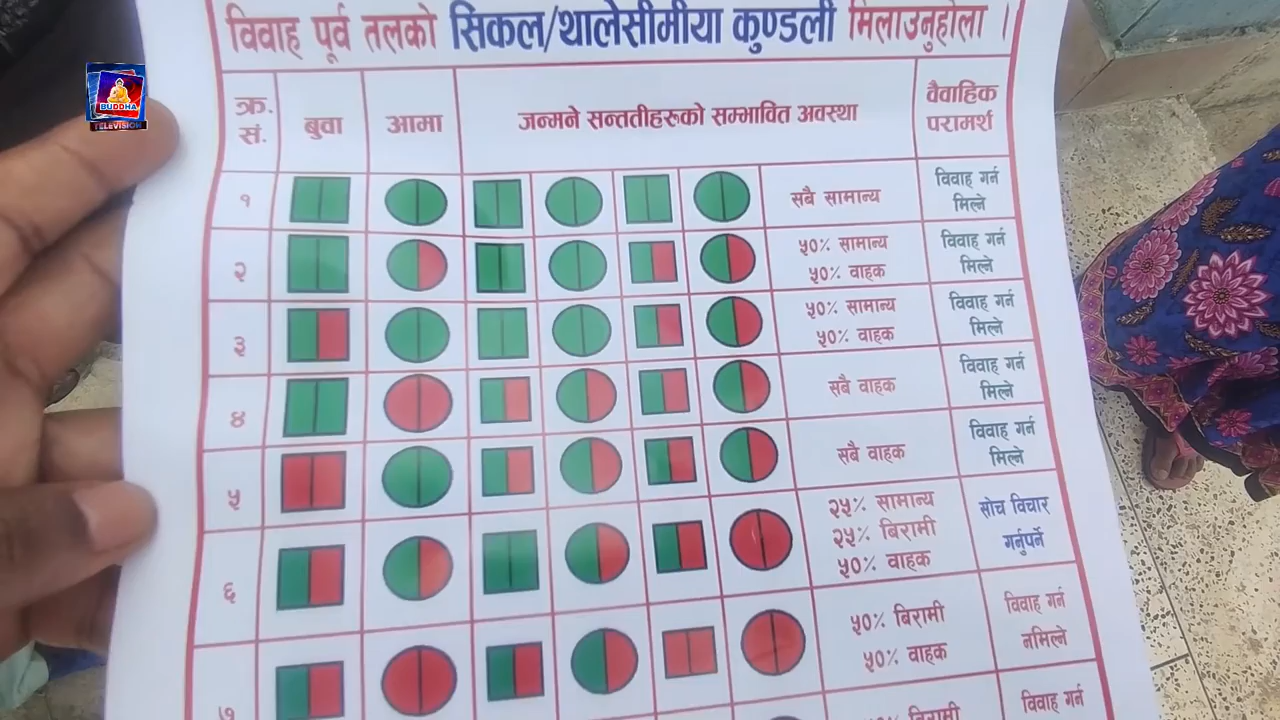 विवाह पूर्व तलको सिकल/थालेसीमीया कुण्डली मिलाउनुहोला ।
BUDDHA
TELEVISION
क्र.
सं.
बुवा
आमा
जन्मने सन्ततीहरुको सम्भावित अवस्था
वैवाहिक
परामर्श
१
सबै सामान्य
विवाह गर्न
मिल्ने
२
५०% सामान्य
५०% वाहक
विवाह गर्न
मिल्ने
३
५०% सामान्य
५०% वाहक
विवाह गर्न
मिल्ने
४
सबै वाहक
विवाह गर्न
मिल्ने
५
सबै वाहक
विवाह गर्न
मिल्ने
६
२५% सामान्य
२५% बिरामी
५०% वाहक
सोच विचार
गर्नुपर्ने
७
५०% बिरामी
५०% वाहक
विवाह गर्न
नमिल्ने
बिरामी
विवाह गर्न